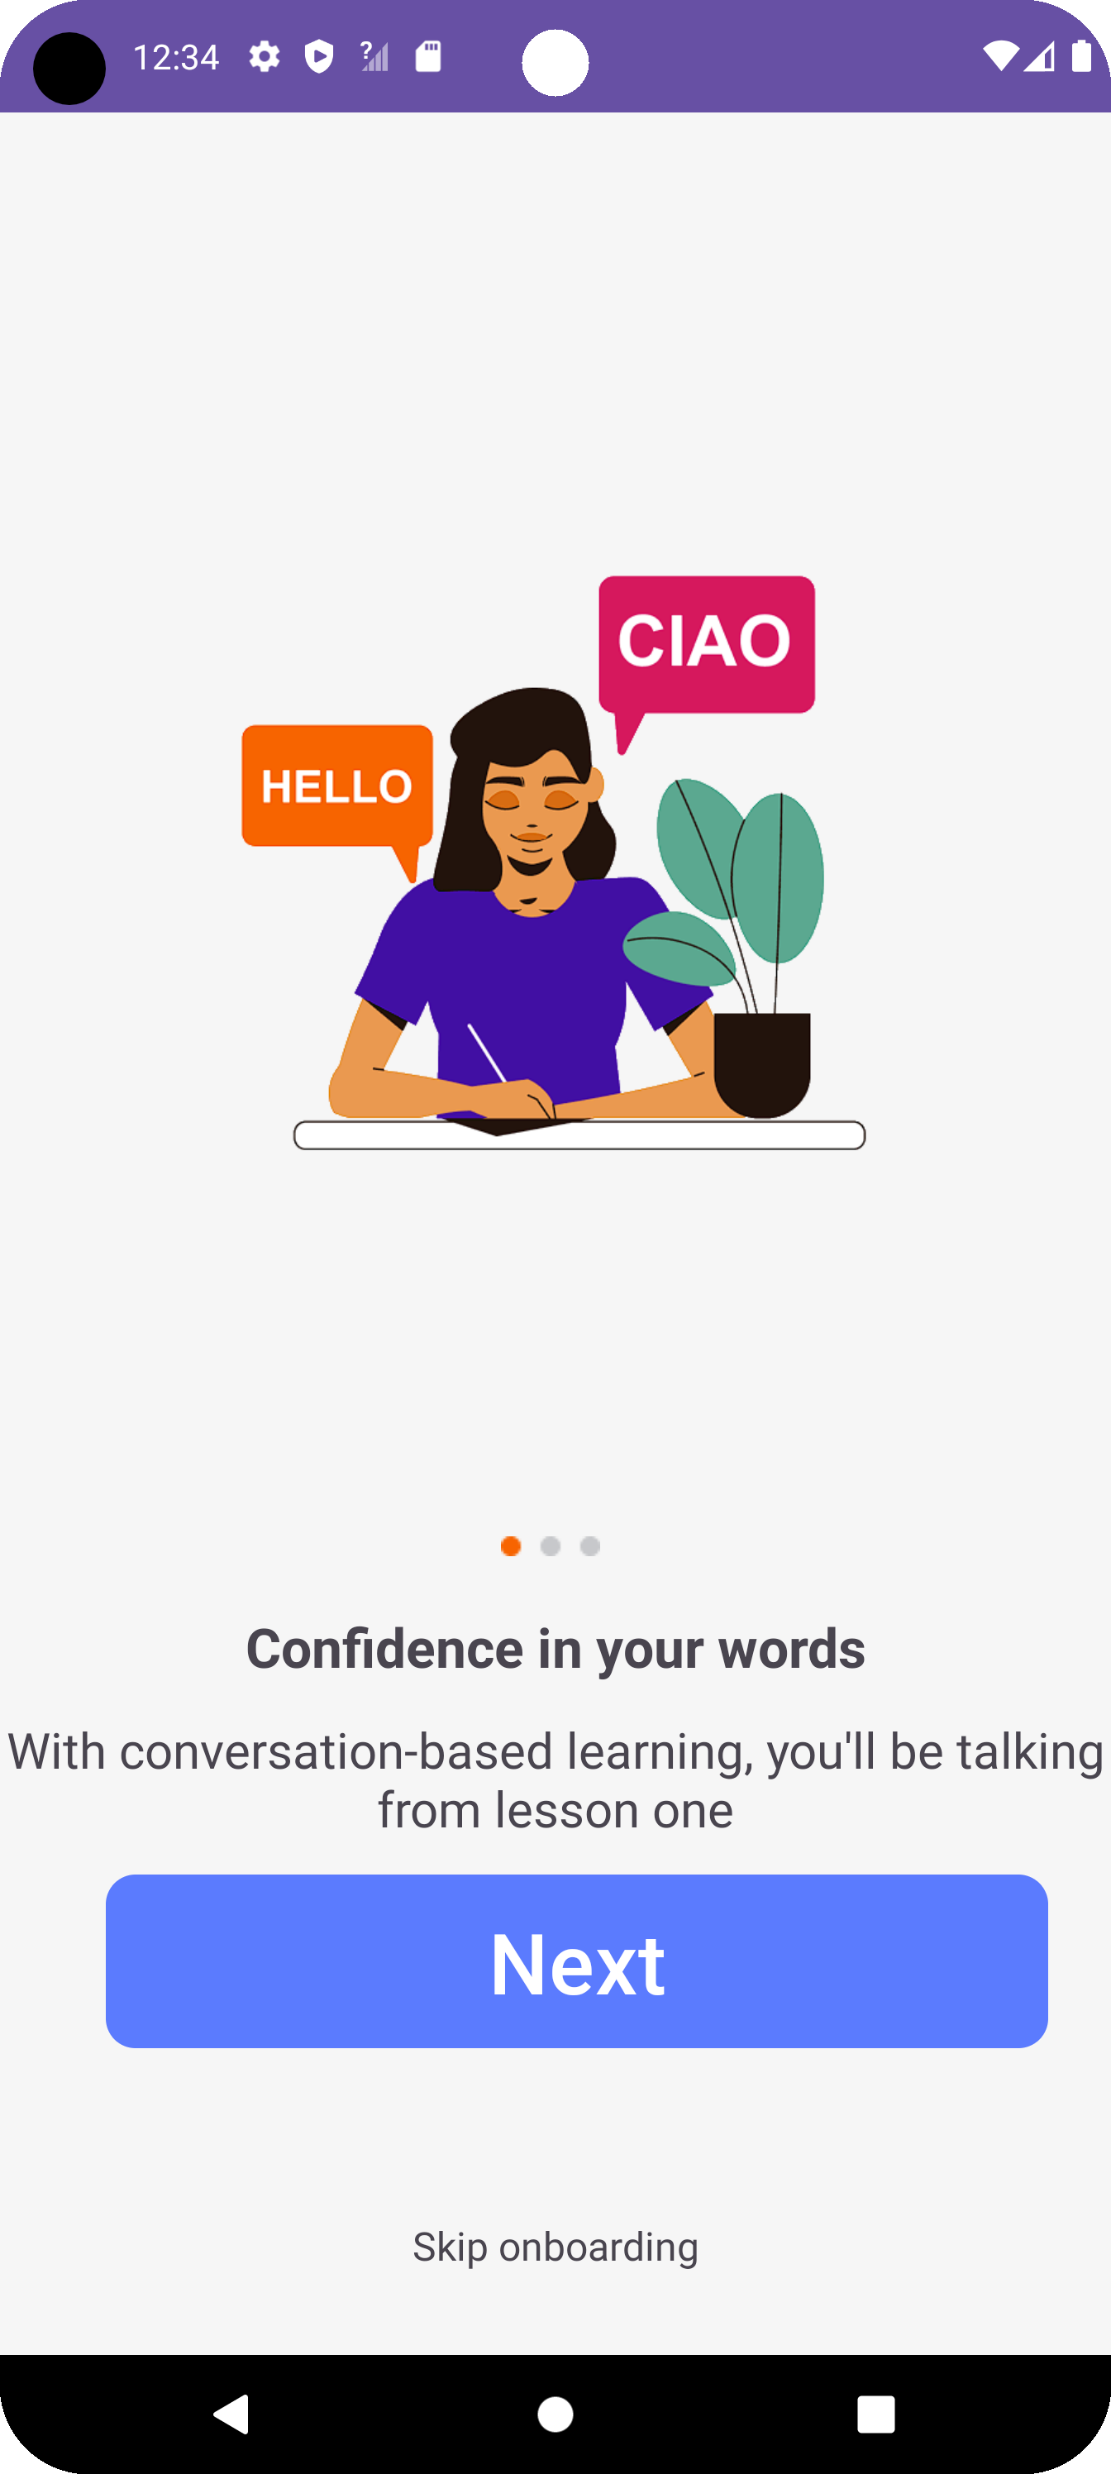 12:34
CIAO
HELLO
Confidence in your words
With conversation-based learning, you'll be talking
from lesson one
Next
Skip onboarding